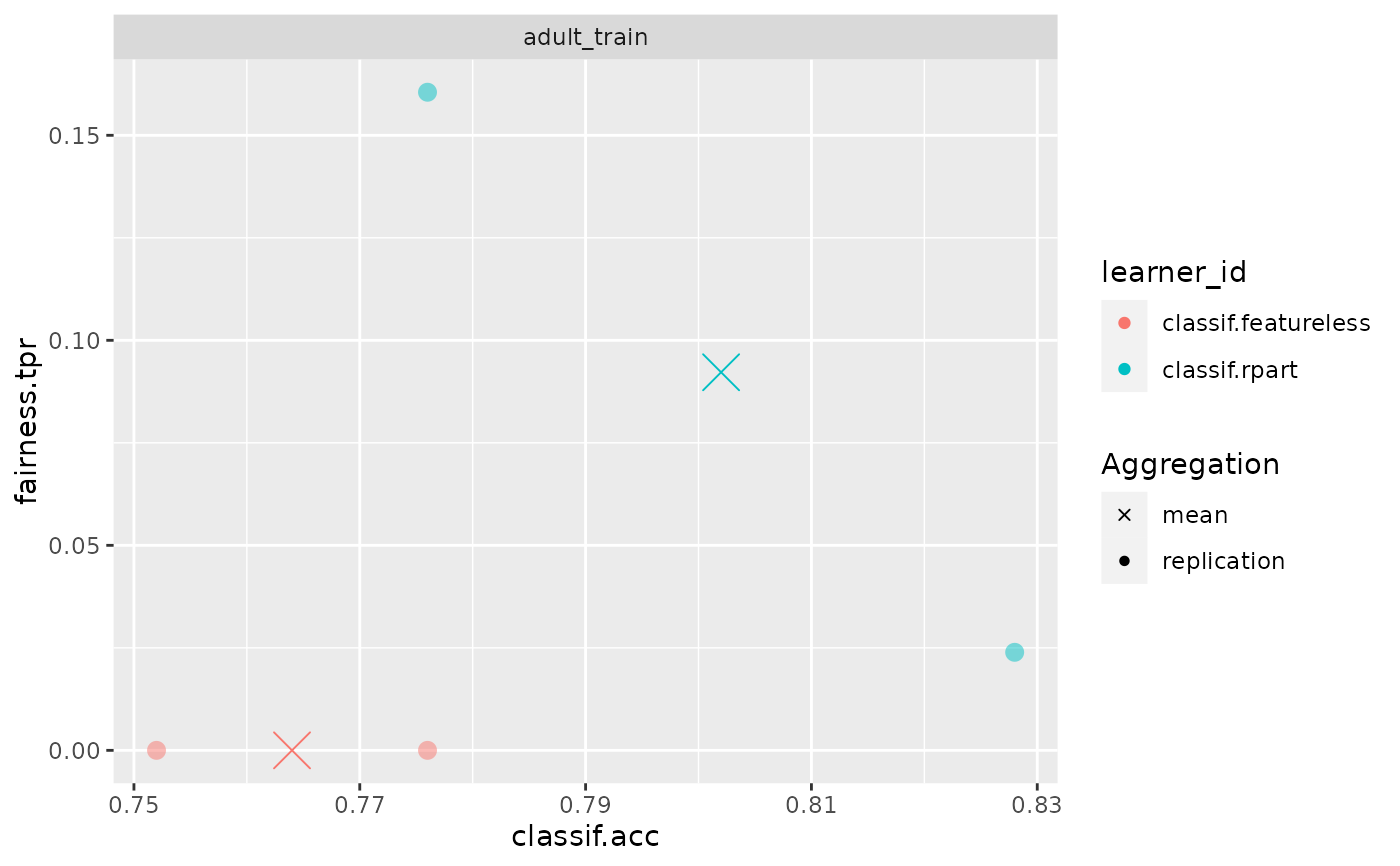 adult_train
0.15
0.10
0.05
0.00
fairness.tpr
0.75 0.77 0.79 0.81 0.83
classif.acc
learner_id
classif.featureless
classif.rpart
Aggregation
mean
replication